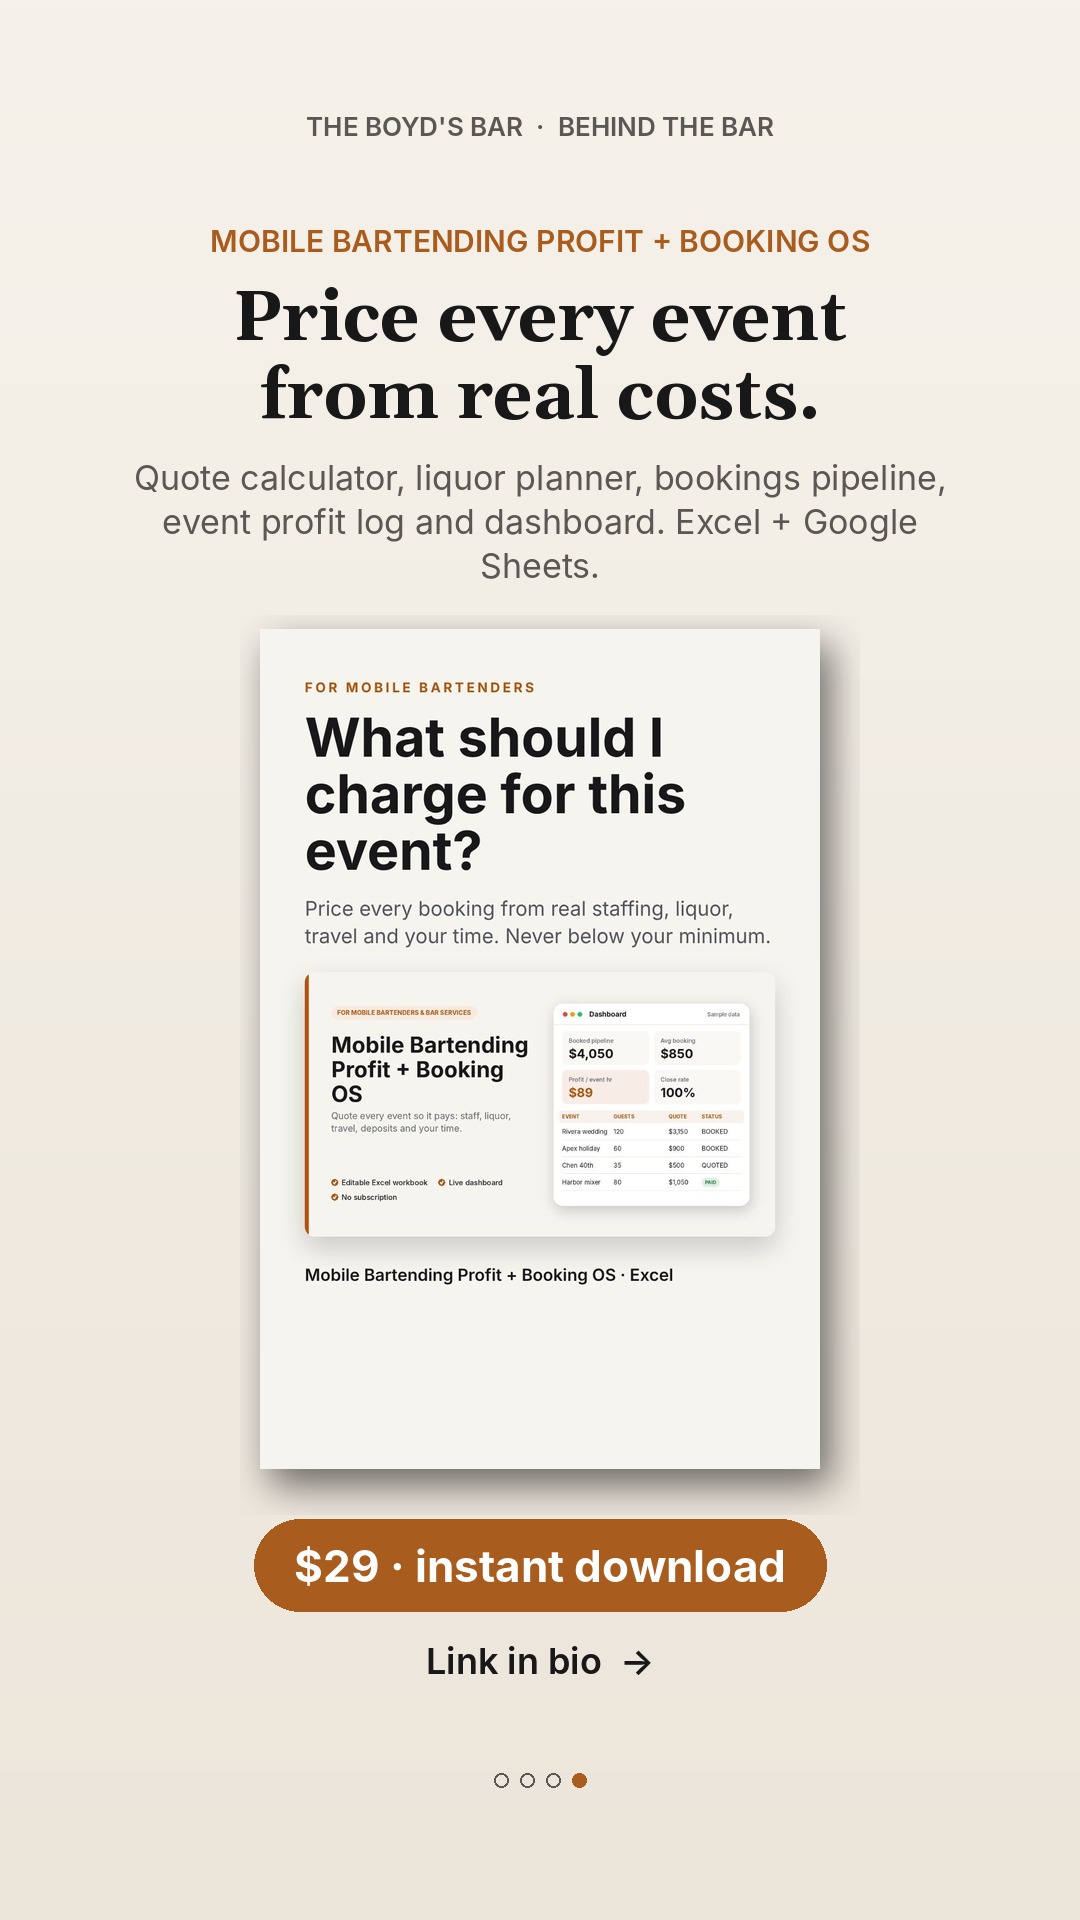 THE BOYD'S BAR · BEHIND THE BAR
MOBILE BARTENDING PROFIT + BOOKING OS
Price every event
from real costs.
Quote calculator, liquor planner, bookings pipeline,
event profit log and dashboard. Excel + Google
Sheets.
FOR MOBILE BARTENDERS
What should I
charge for this
event?
Price every booking from real staffing, liquor,
travel and your time. Never below your minimum.
FOR MOBILE BARTENDERS & BAR SERVICES
Mobile Bartending
Profit + Booking
OS
Quote every event so it pays: staff, liquor,
travel, deposits and your time.
Editable Excel workbook Live dashboard
No subscription
Dashboard Sample data
Booked pipeline Avg booking
$4,050 $850
Profit / event hr Close rate
$89 100%
EVENT GUESTS QUOTE STATUS
Rivera wedding 120 $3,150 BOOKED
Apex holiday 60 $900 BOOKED
Chen 40th 35 $500 QUOTED
Harbor mixer 80 $1,050 PAID
Mobile Bartending Profit + Booking OS · Excel
$29 · instant download
Link in bio →